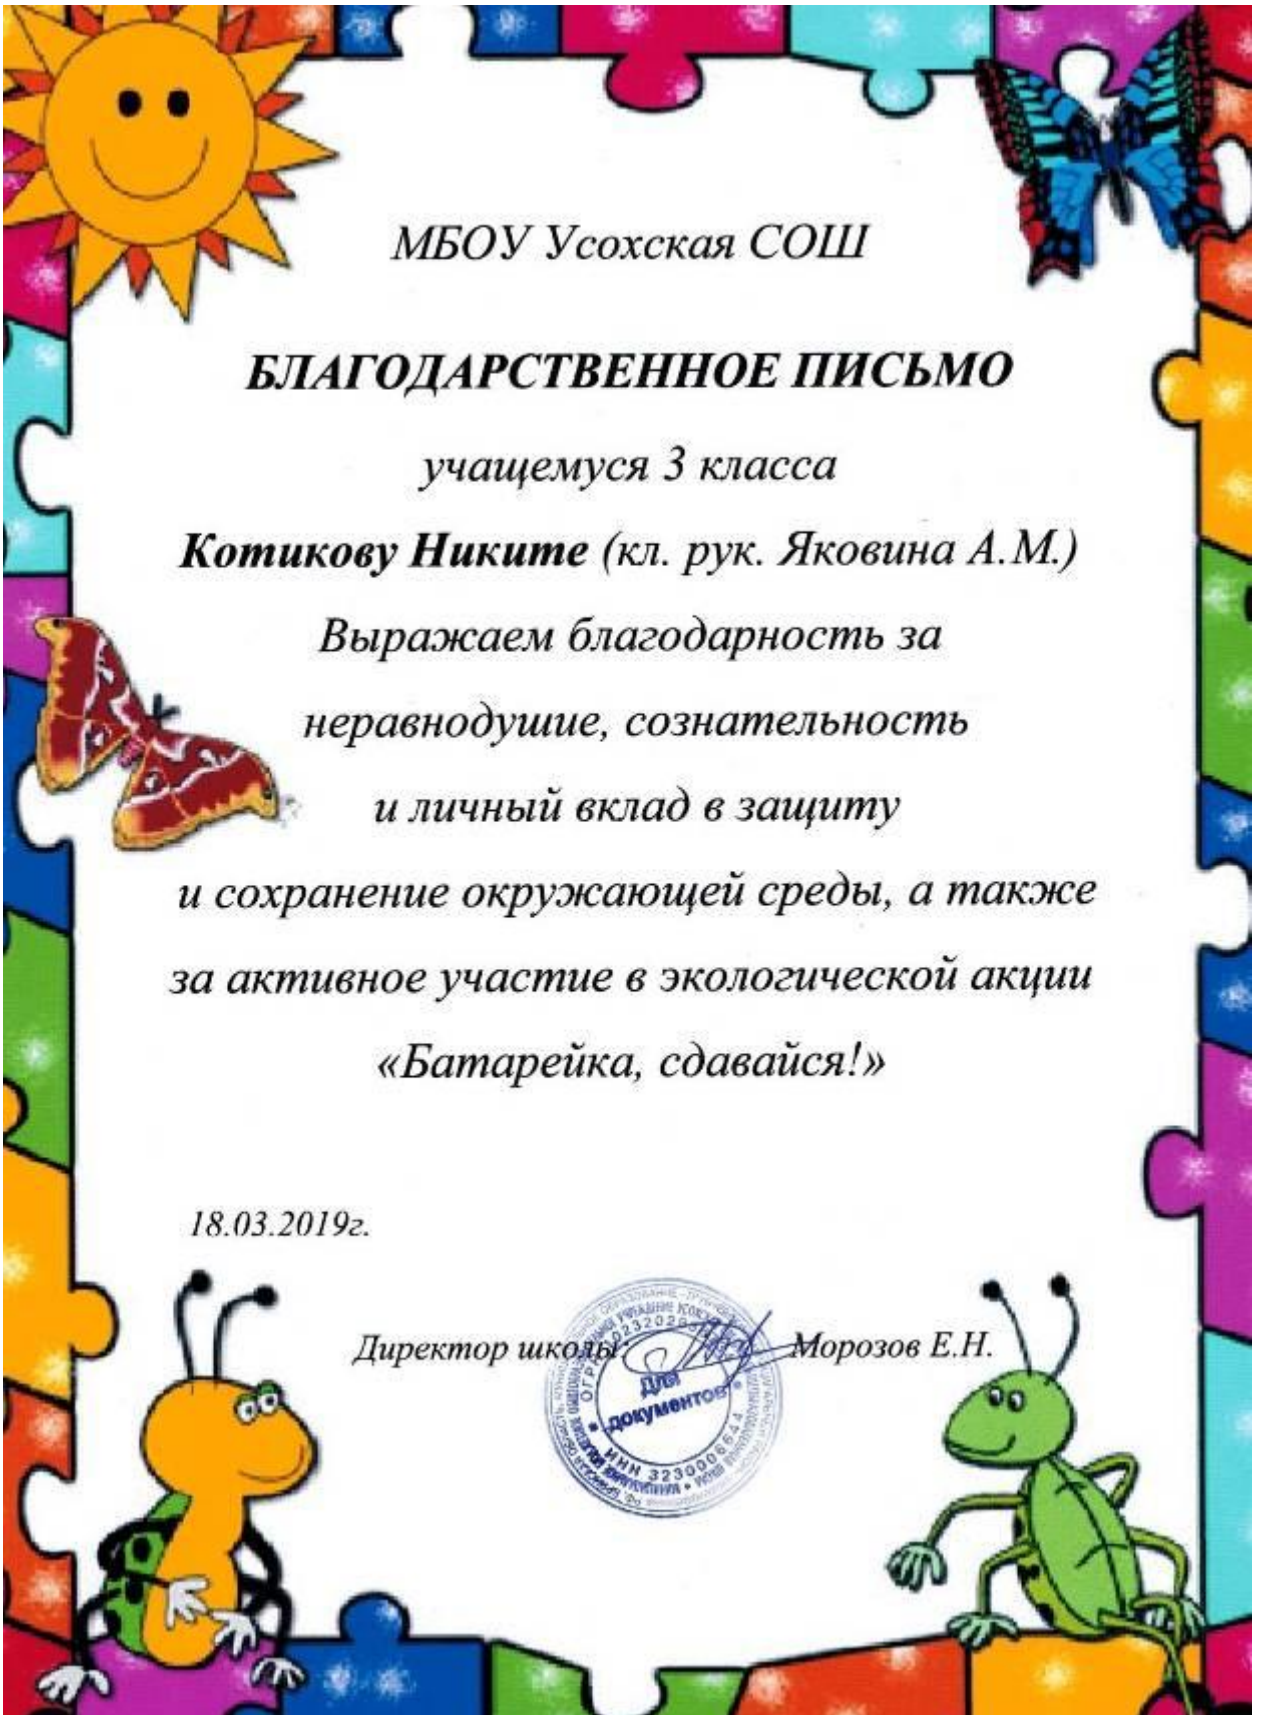 МБОУ Усохская СОШ
БЛАГОДАРСТВЕННОЕ ПИСЬМО
учащемуся 3 класса
Котикову Никите (кл. рук. Яковина А.М.)
Выражаем благодарность за
неравнодушие, сознательность
и личный вклад в защиту
и сохранение окружающей среды, а также
за активное участие в экологической акции
«Батарейка, сдавайся!»
18.03.2019г.
Директор школы: Морозов Е.Н.
Для
документов
ИНН 3230006644